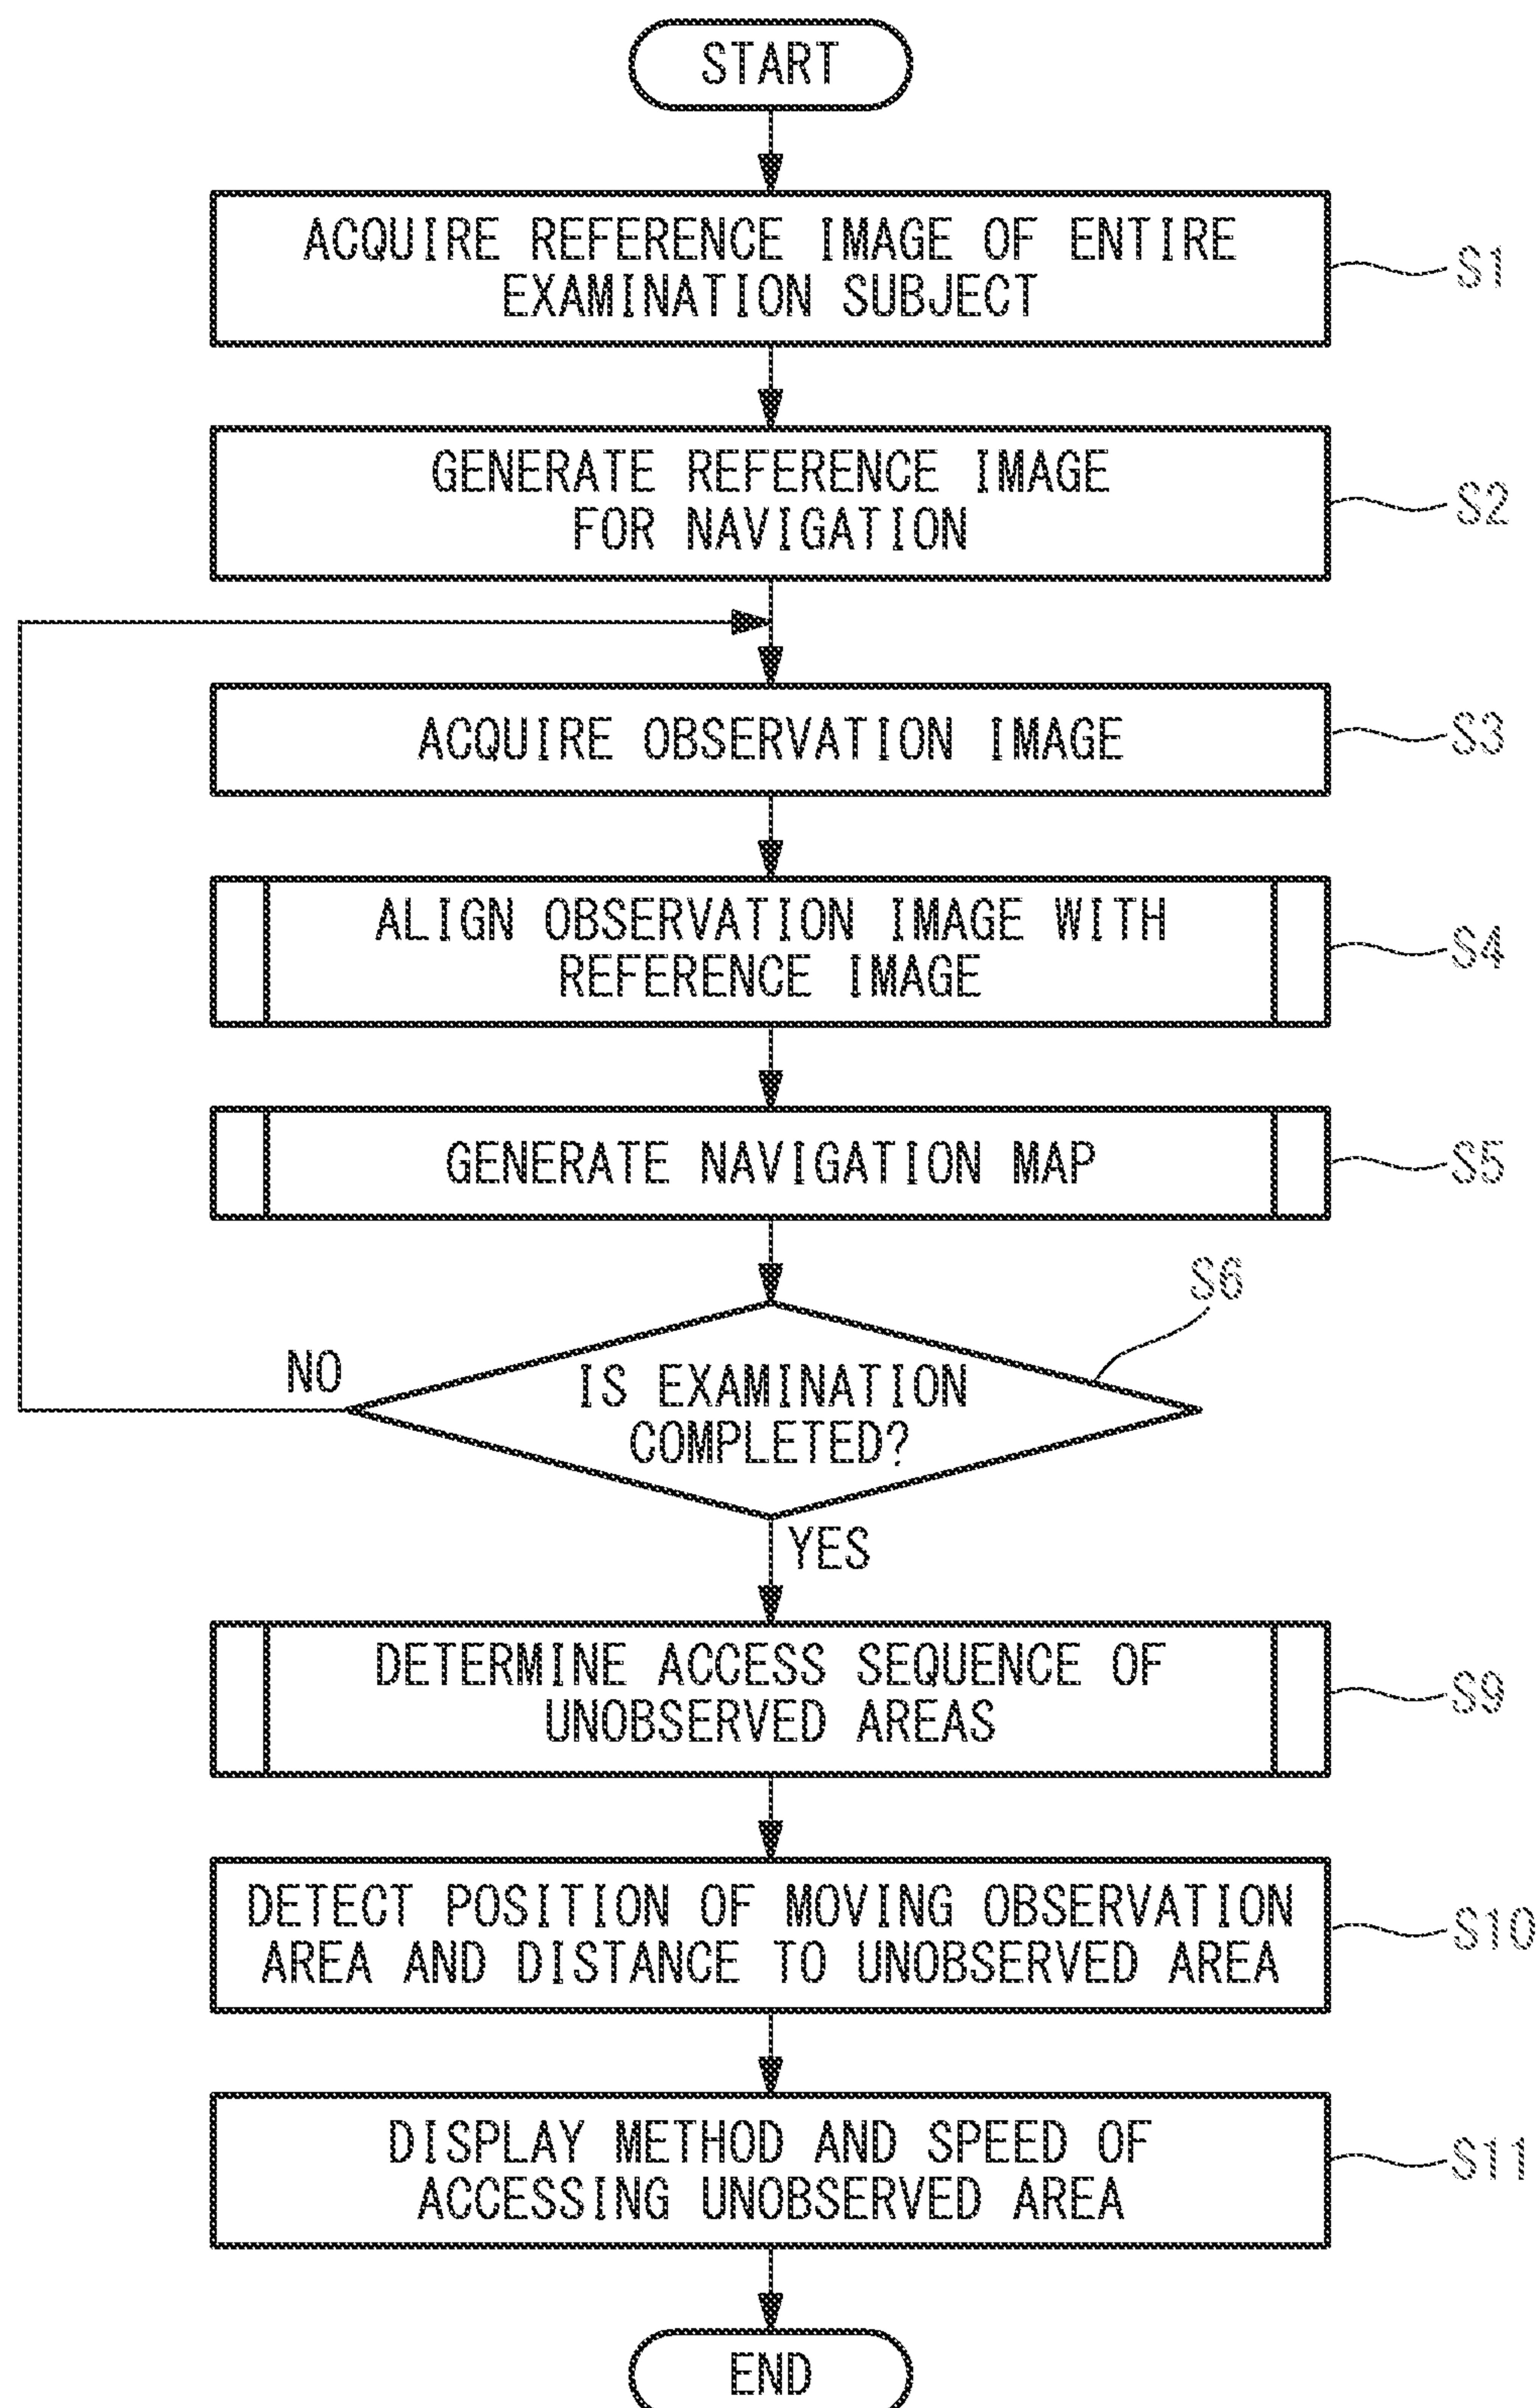 START
ACQUIRE REFERENCE IMAGE OF ENTIRE
EXAMINATION SUBJECT
S1
GENERATE REFERENCE IMAGE
FOR NAVIGATION
S2
ACQUIRE OBSERVATION IMAGE
S3
ALIGN OBSERVATION IMAGE WITH
REFERENCE IMAGE
S4
GENERATE NAVIGATION MAP
S5
S6
NO
IS EXAMINATION
COMPLETED?
YES
DETERMINE ACCESS SEQUENCE OF
UNOBSERVED AREAS
S9
DETECT POSITION OF MOVING OBSERVATION
AREA AND DISTANCE TO UNOBSERVED AREA
S10
DISPLAY METHOD AND SPEED OF
ACCESSING UNOBSERVED AREA
S11
END